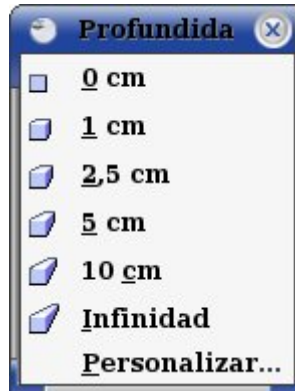 Profundida
0 cm
1 cm
2,5 cm
5 cm
10 cm
Infinidad
Personalizar...